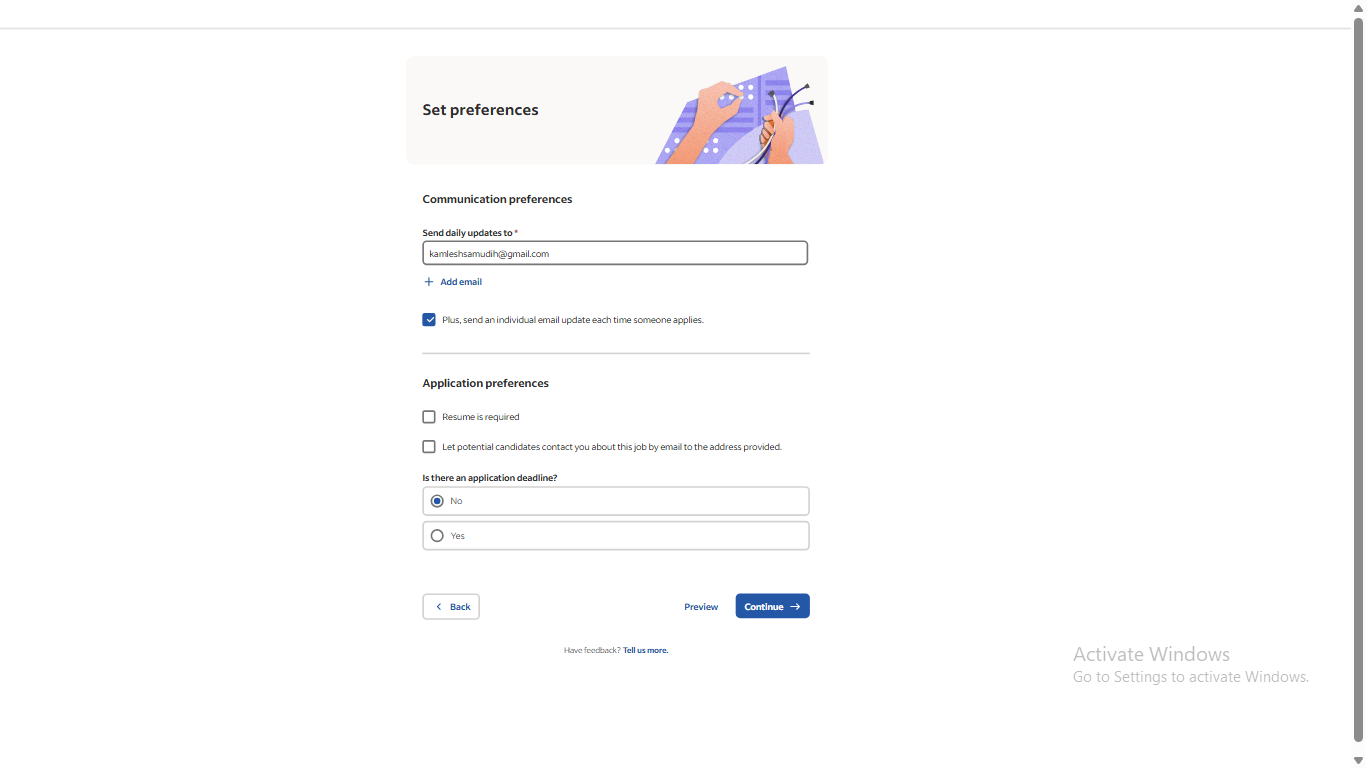 Set preferences
Communication preferences
Send daily updates to *
kamleshsamudih@gmail.com
+ Add email
Plus, send an individual email update each time someone applies.
Application preferences
Resume is required
Let potential candidates contact you about this job by email to the address provided.
Is there an application deadline?
No
Yes
Back
Preview
Continue
Have feedback? Tell us more.
Activate Windows
Go to Settings to activate Windows.